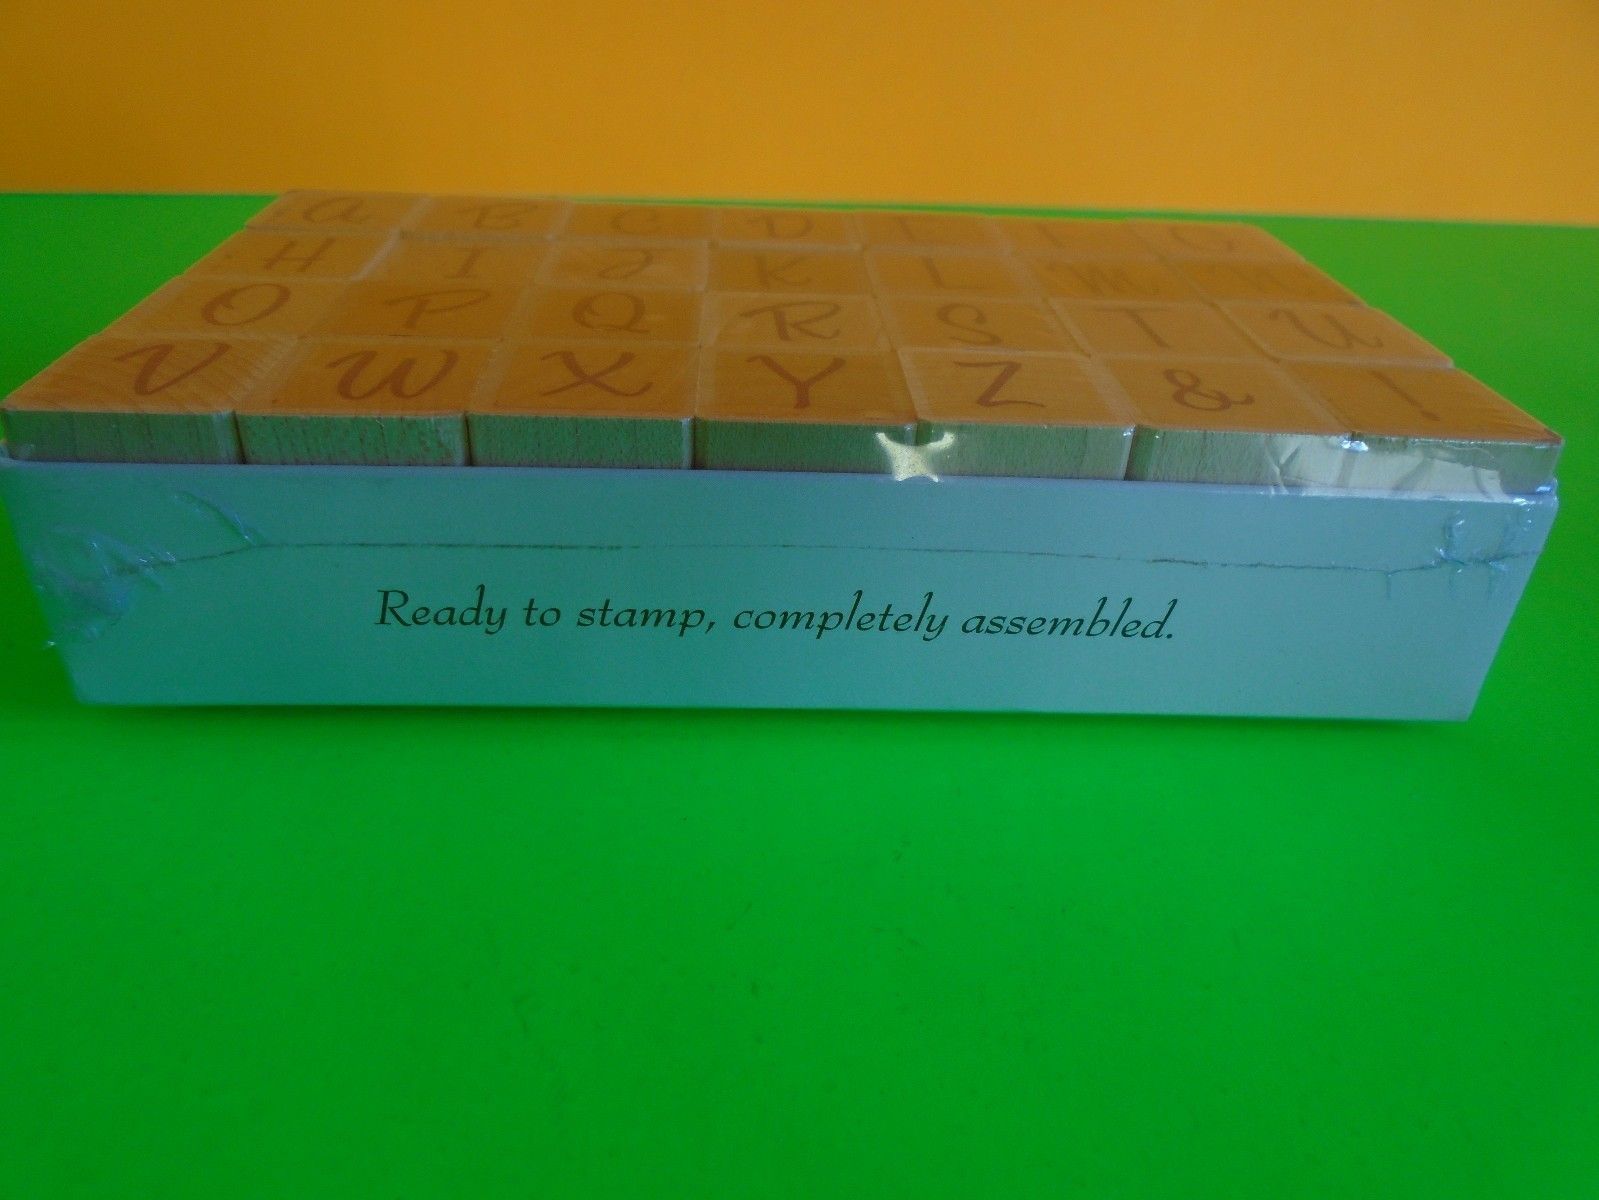 A B C D
H I J K L M N
O P Q R S T U
V W X Y Z & !
Ready to stamp, completely assembled.